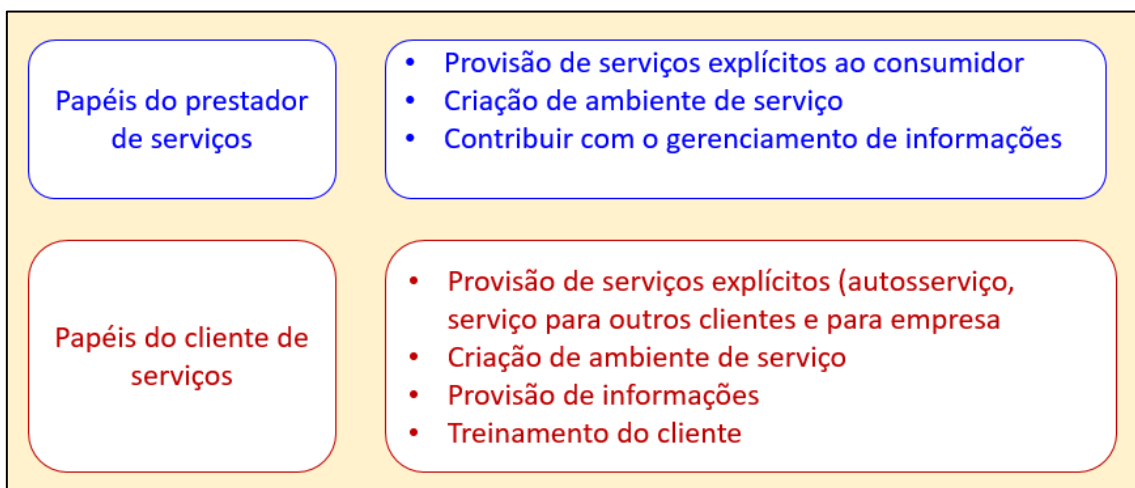 Papéis do prestador
de serviços
• Provisão de serviços explícitos ao consumidor
• Criação de ambiente de serviço
• Contribuir com o gerenciamento de informações
Papéis do cliente de
serviços
• Provisão de serviços explícitos (autosserviço,
serviço para outros clientes e para empresa
• Criação de ambiente de serviço
• Provisão de informações
• Treinamento do cliente